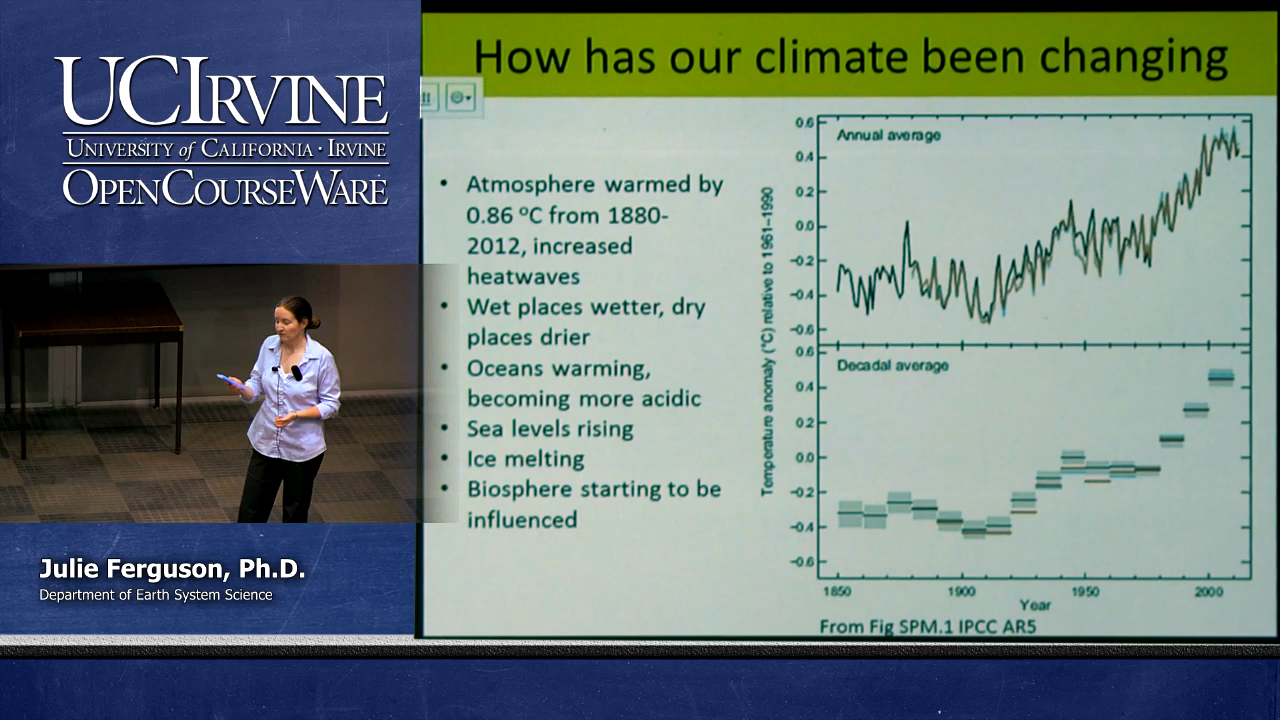 UCIRVINE
UNIVERSITY of CALIFORNIA · IRVINE
OPENCOURSEWARE
How has our climate been changing
• Atmosphere warmed by
0.86 ºC from 1880-
2012, increased
heatwaves
• Wet places wetter, dry
places drier
• Oceans warming,
becoming more acidic
• Sea levels rising
• Ice melting
• Biosphere starting to be
influenced
Temperature anomaly (°C) relative to 1961–1990
Annual average
0.6
0.4
0.2
0.0
−0.2
−0.4
−0.6
Decadal average
0.6
0.4
0.2
0.0
−0.2
−0.4
−0.6
1850
1900
1950
2000
Year
From Fig SPM.1 IPCC AR5
Julie Ferguson, Ph.D.
Department of Earth System Science